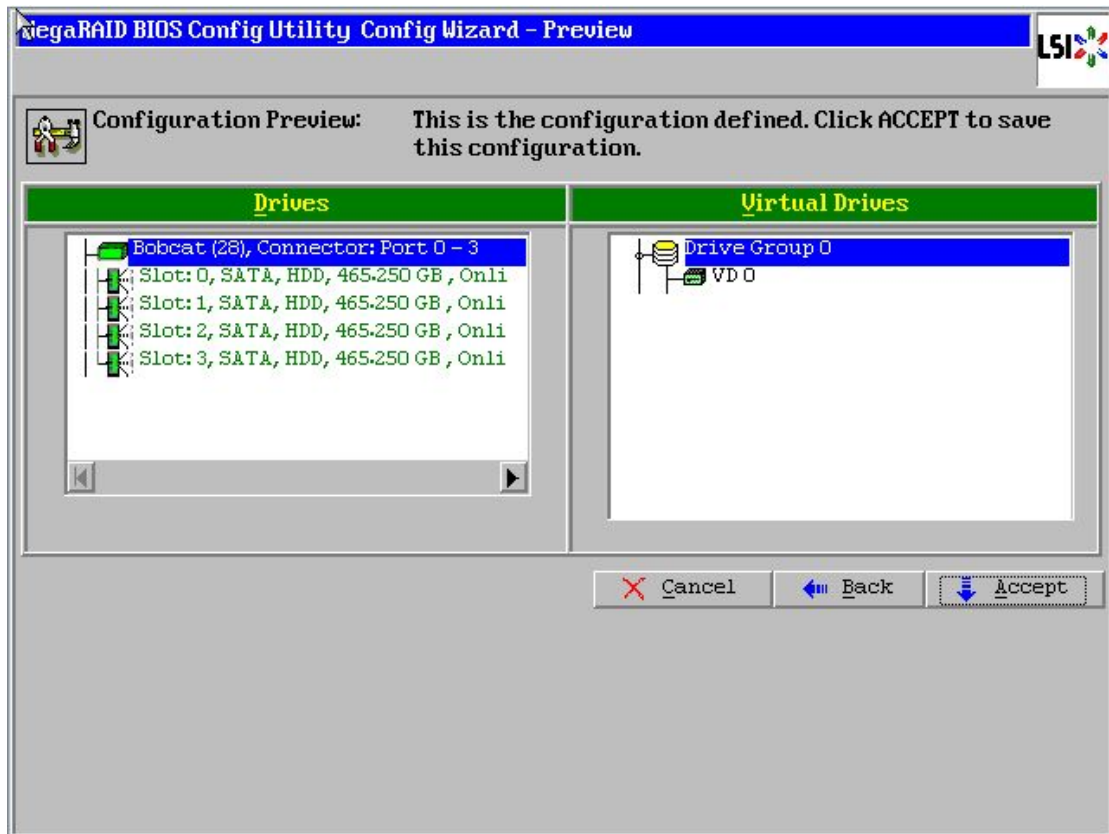 MegaRAID BIOS Config Utility Config Wizard – Preview
LSI
Configuration Preview: This is the configuration defined. Click ACCEPT to save
this configuration.
Drives
Bobcat (28), Connector: Port 0 – 3
Slot: 0, SATA, HDD, 465.250 GB , Onli
Slot: 1, SATA, HDD, 465.250 GB , Onli
Slot: 2, SATA, HDD, 465.250 GB , Onli
Slot: 3, SATA, HDD, 465.250 GB , Onli
Virtual Drives
Drive Group 0
VD 0
Cancel
Back
Accept